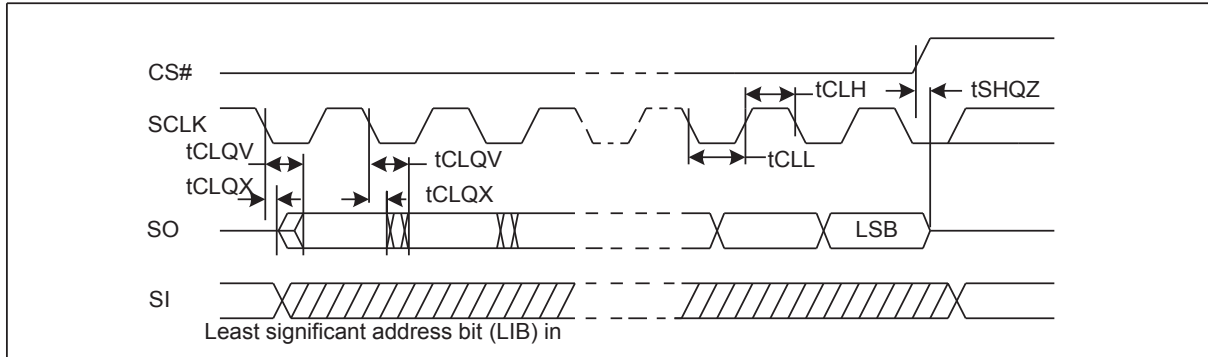 CS#
tCLH
tSHQZ
SCLK
tCLQV
tCLQV
tCLL
tCLQX
tCLQX
SO
LSB
SI
Least significant address bit (LIB) in